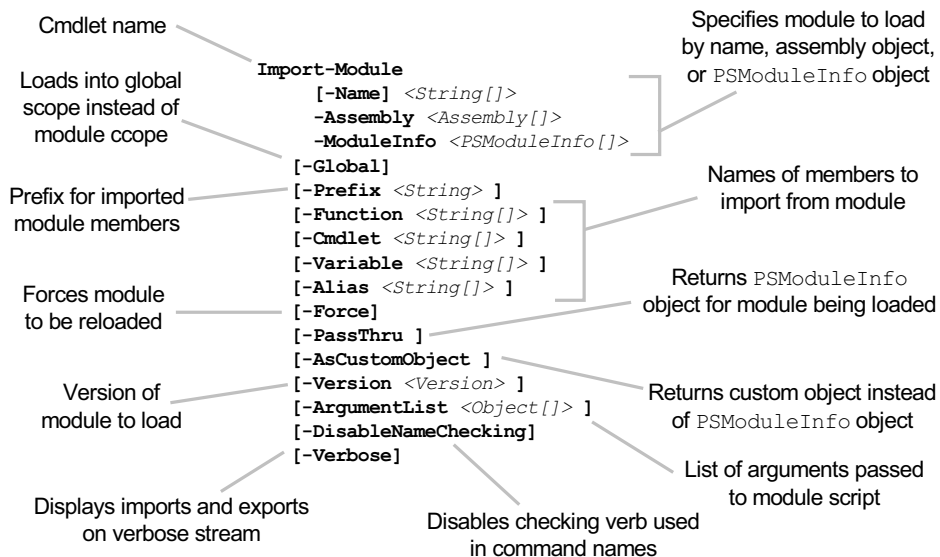 Cmdlet name
Specifies module to load
by name, assembly object,
or PSModuleInfo object
Loads into global
scope instead of
module ccope
Import-Module
[-Name] <String[]>
-Assembly <Assembly[]>
-ModuleInfo <PSModuleInfo[]>
[-Global]
[-Prefix <String> ]
[-Function <String[]> ]
[-Cmdlet <String[]> ]
[-Variable <String[]> ]
[-Alias <String[]> ]
[-Force]
[-PassThru ]
[-AsCustomObject ]
[-Version <Version> ]
[-ArgumentList <Object[]> ]
[-DisableNameChecking]
[-Verbose]
Prefix for imported
module members
Names of members to
import from module
Forces module
to be reloaded
Returns PSModuleInfo
object for module being loaded
Version of
module to load
Returns custom object instead
of PSModuleInfo object
List of arguments passed
to module script
Displays imports and exports
on verbose stream
Disables checking verb used
in command names